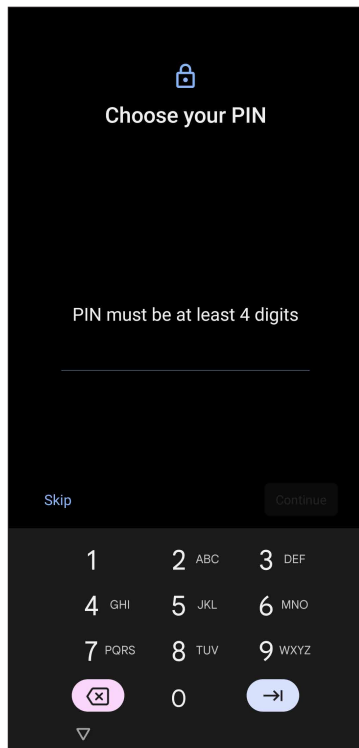 Choose your PIN
PIN must be at least 4 digits
Skip Continue
1 2 ABC 3 DEF
4 GHI 5 JKL 6 MNO
7 PQRS 8 TUV 9 WXYZ
0